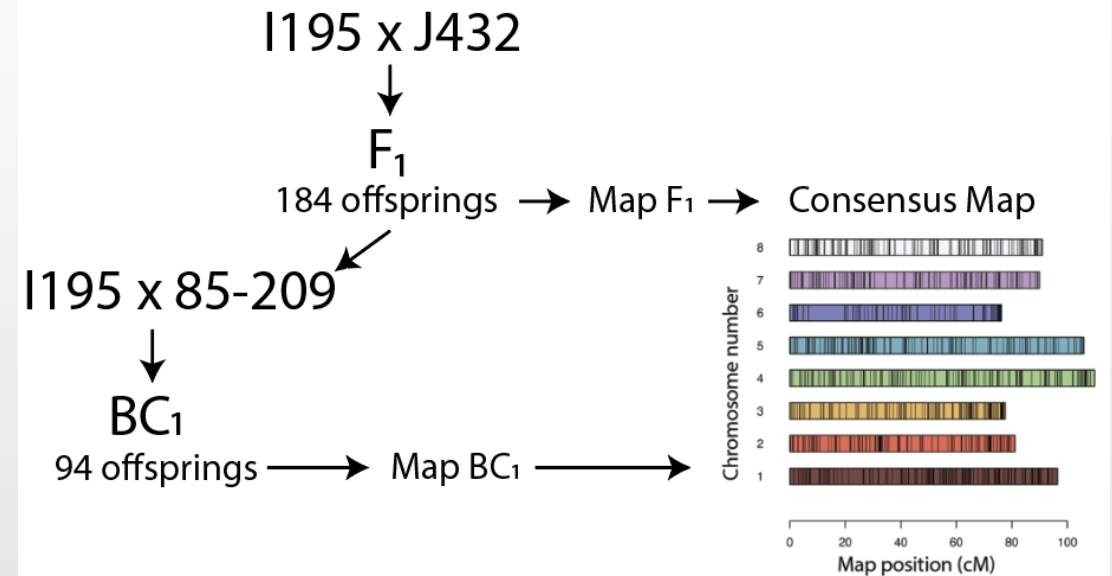 I195 x J432
F₁
184 offsprings
Map F₁
Consensus Map
I195 x 85-209
BC₁
94 offsprings
Map BC₁
Chromosome number
8
7
6
5
4
3
2
1
0 20 40 60 80 100
Map position (cM)